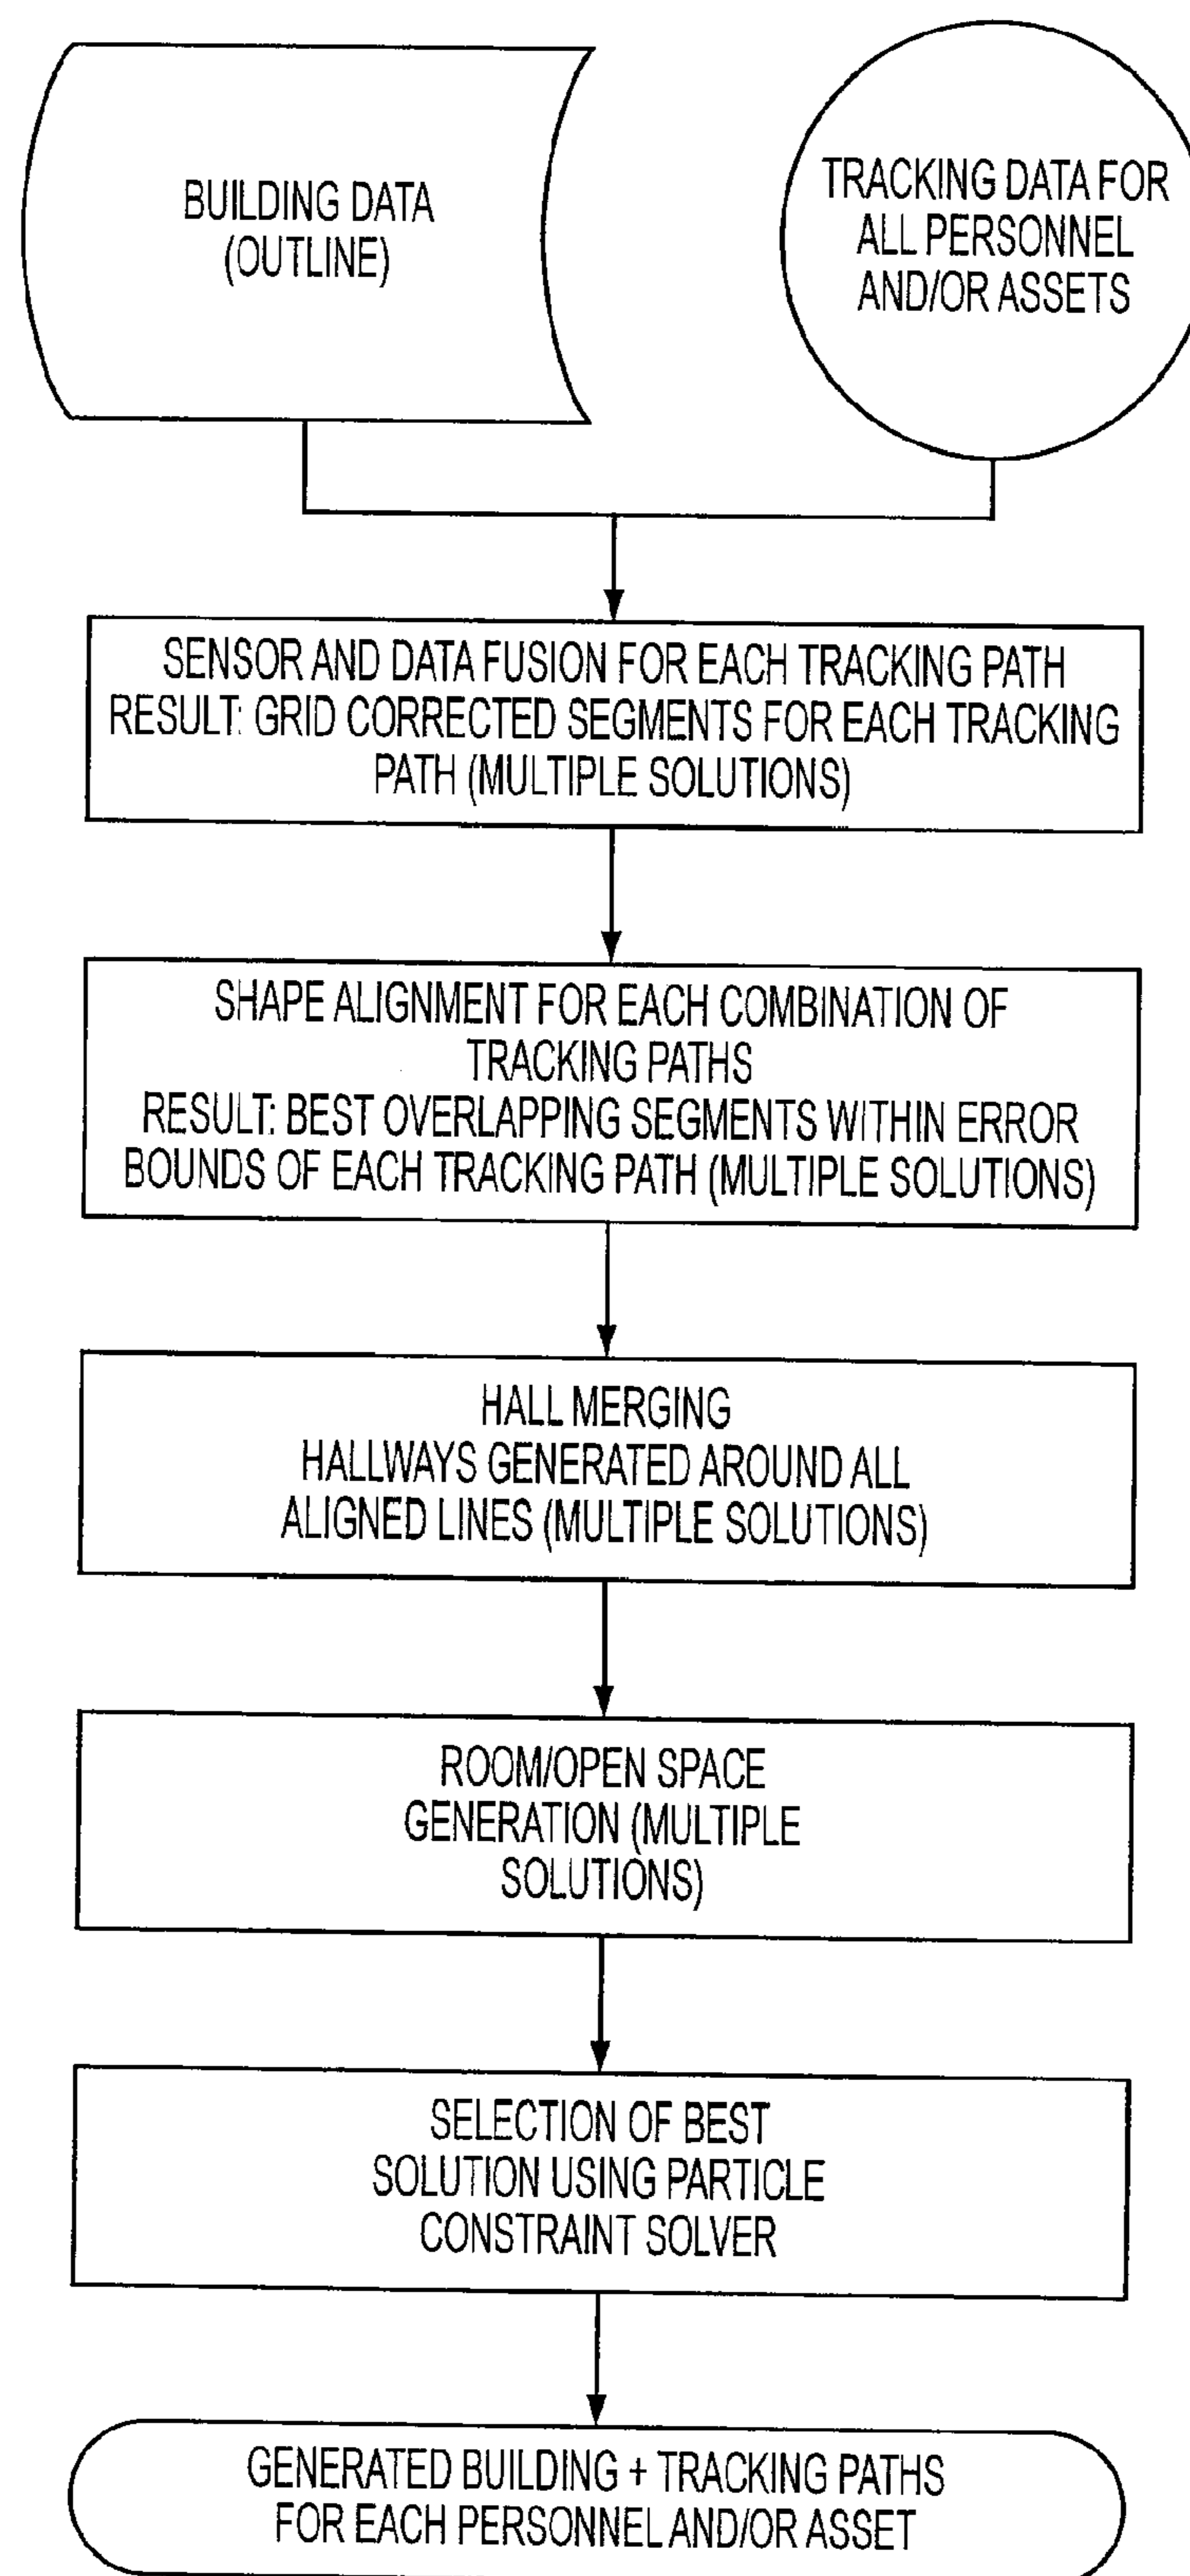 BUILDING DATA
(OUTLINE)
TRACKING DATA FOR
ALL PERSONNEL
AND/OR ASSETS
SENSOR AND DATA FUSION FOR EACH TRACKING PATH
RESULT: GRID CORRECTED SEGMENTS FOR EACH TRACKING
PATH (MULTIPLE SOLUTIONS)
SHAPE ALIGNMENT FOR EACH COMBINATION OF
TRACKING PATHS
RESULT: BEST OVERLAPPING SEGMENTS WITHIN ERROR
BOUNDS OF EACH TRACKING PATH (MULTIPLE SOLUTIONS)
HALL MERGING
HALLWAYS GENERATED AROUND ALL
ALIGNED LINES (MULTIPLE SOLUTIONS)
ROOM/OPEN SPACE
GENERATION (MULTIPLE
SOLUTIONS)
SELECTION OF BEST
SOLUTION USING PARTICLE
CONSTRAINT SOLVER
GENERATED BUILDING + TRACKING PATHS
FOR EACH PERSONNEL AND/OR ASSET